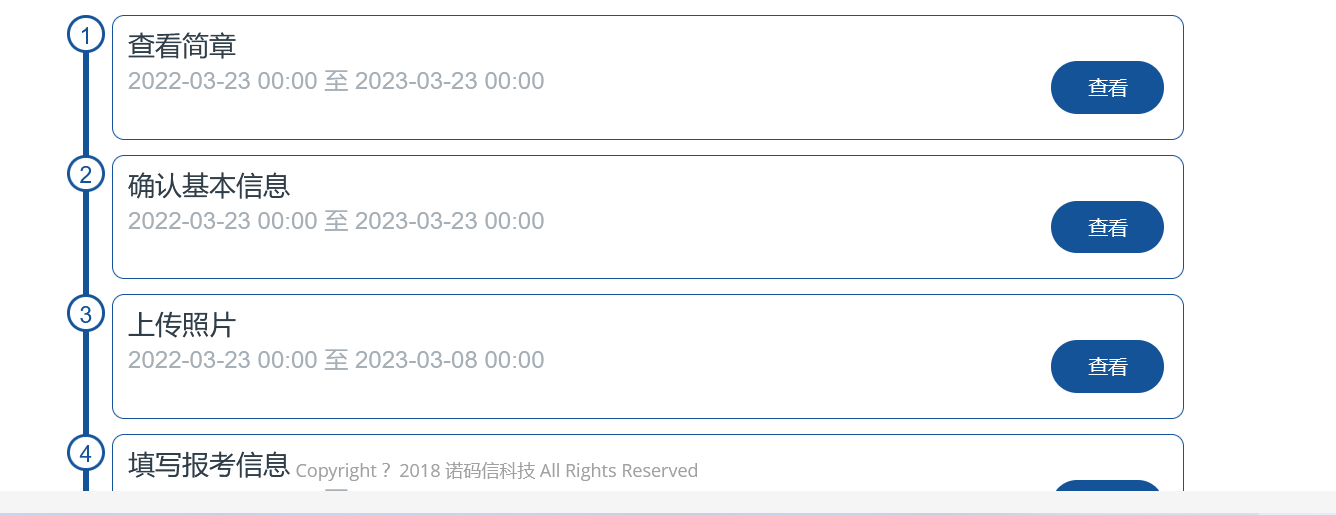 1
查看简章
2022-03-23 00:00 至 2023-03-23 00:00
查看
2
确认基本信息
2022-03-23 00:00 至 2023-03-23 00:00
查看
3
上传照片
2022-03-23 00:00 至 2023-03-08 00:00
查看
4
填写报考信息
Copyright ? 2018 诺码信科技 All Rights Reserved